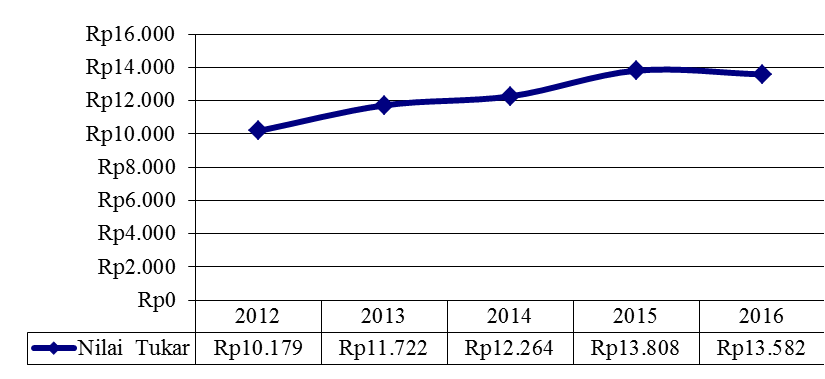 Rp16.000
Rp14.000
Rp12.000
Rp10.000
Rp8.000
Rp6.000
Rp4.000
Rp2.000
Rp0
2012 2013 2014 2015 2016
Nilai Tukar Rp10.179 Rp11.722 Rp12.264 Rp13.808 Rp13.582